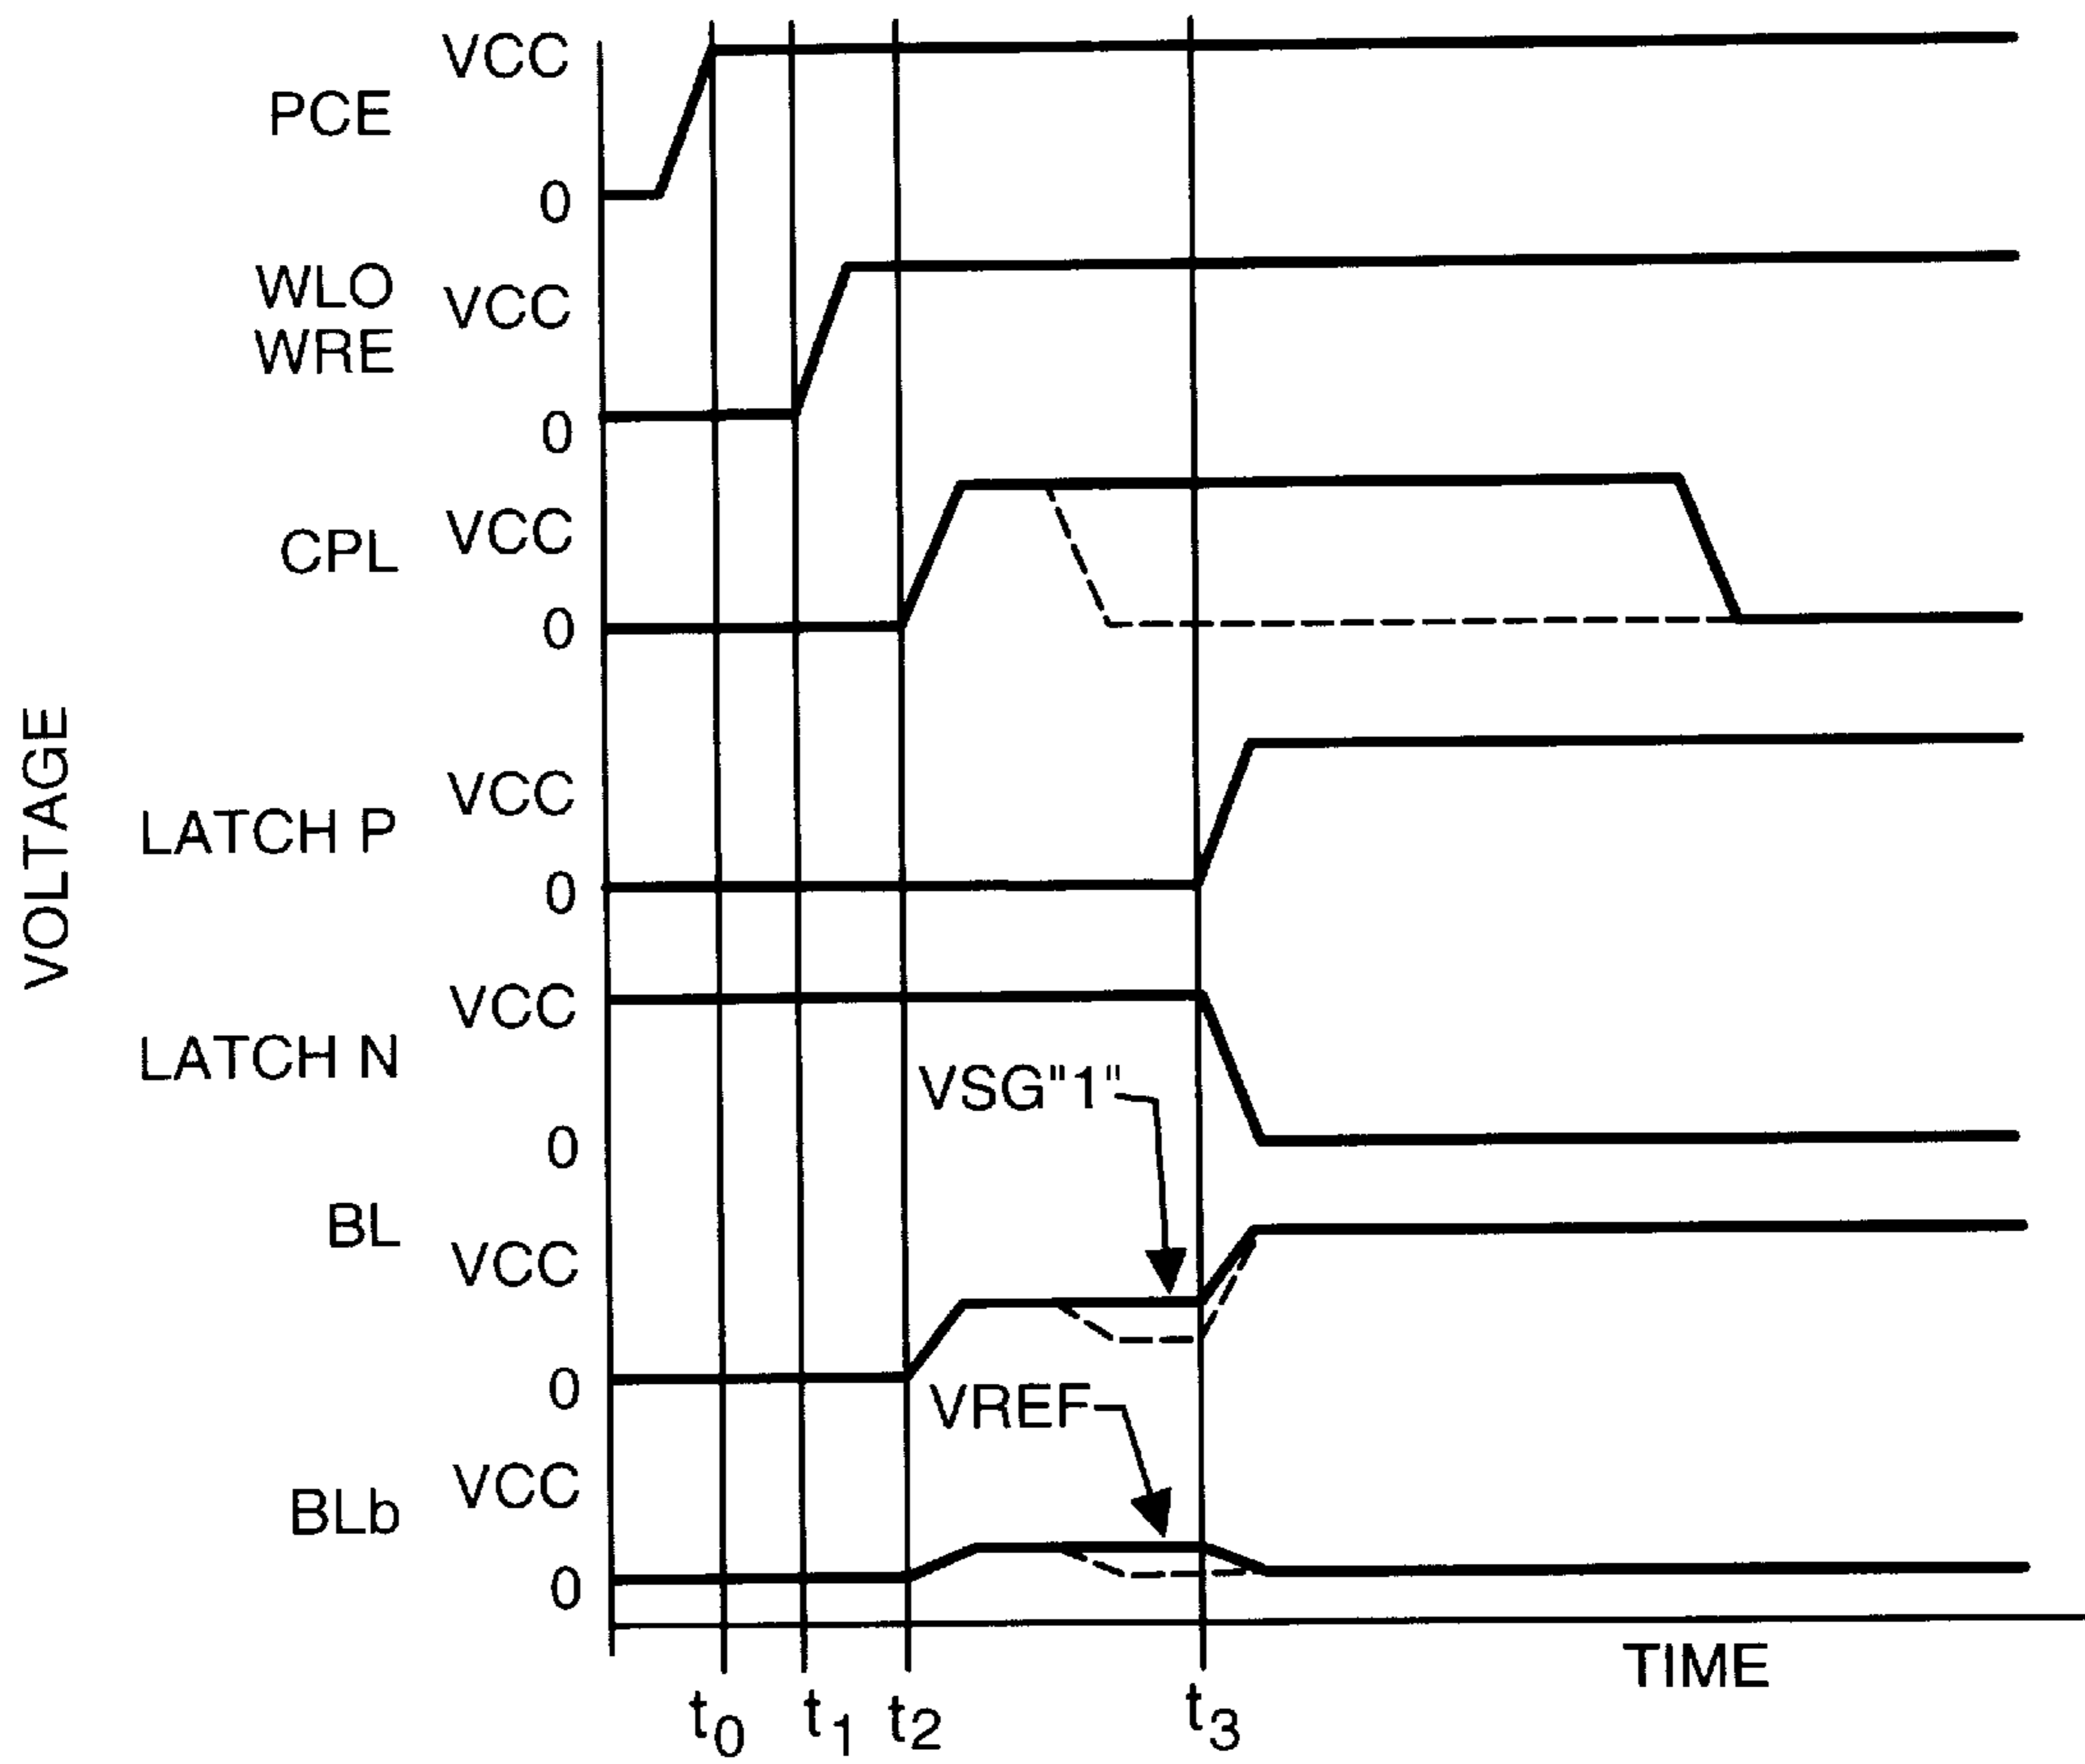 VCC
PCE
0
WLO
VCC
WRE
0
VCC
CPL
0
VOLTAGE
VCC
LATCH P
0
VCC
LATCH N
VSG"1"
0
BL
VCC
0
VREF
VCC
BLb
0
TIME
t0 t1 t2 t3